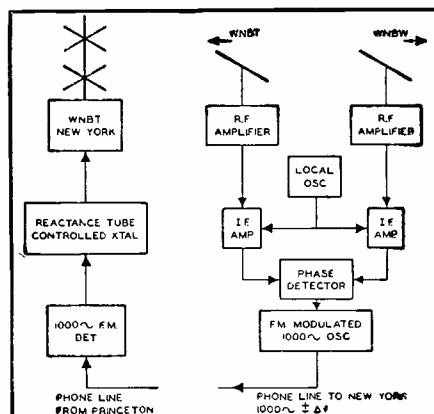 WNBT
WNBW
WNBT
NEW YORK
R.F
AMPLIFIER
R.F
AMPLIFIER
LOCAL
OSC
REACTANCE TUBE
CONTROLLED XTAL
I.F.
AMP
I.F.
AMP.
PHASE
DETECTOR
1000~ F.M.
DET
F.M. MODULATED
1000~ OSC
PHONE LINE
FROM PRINCETON
PHONE LINE TO NEW YORK
1000~ ± Δf